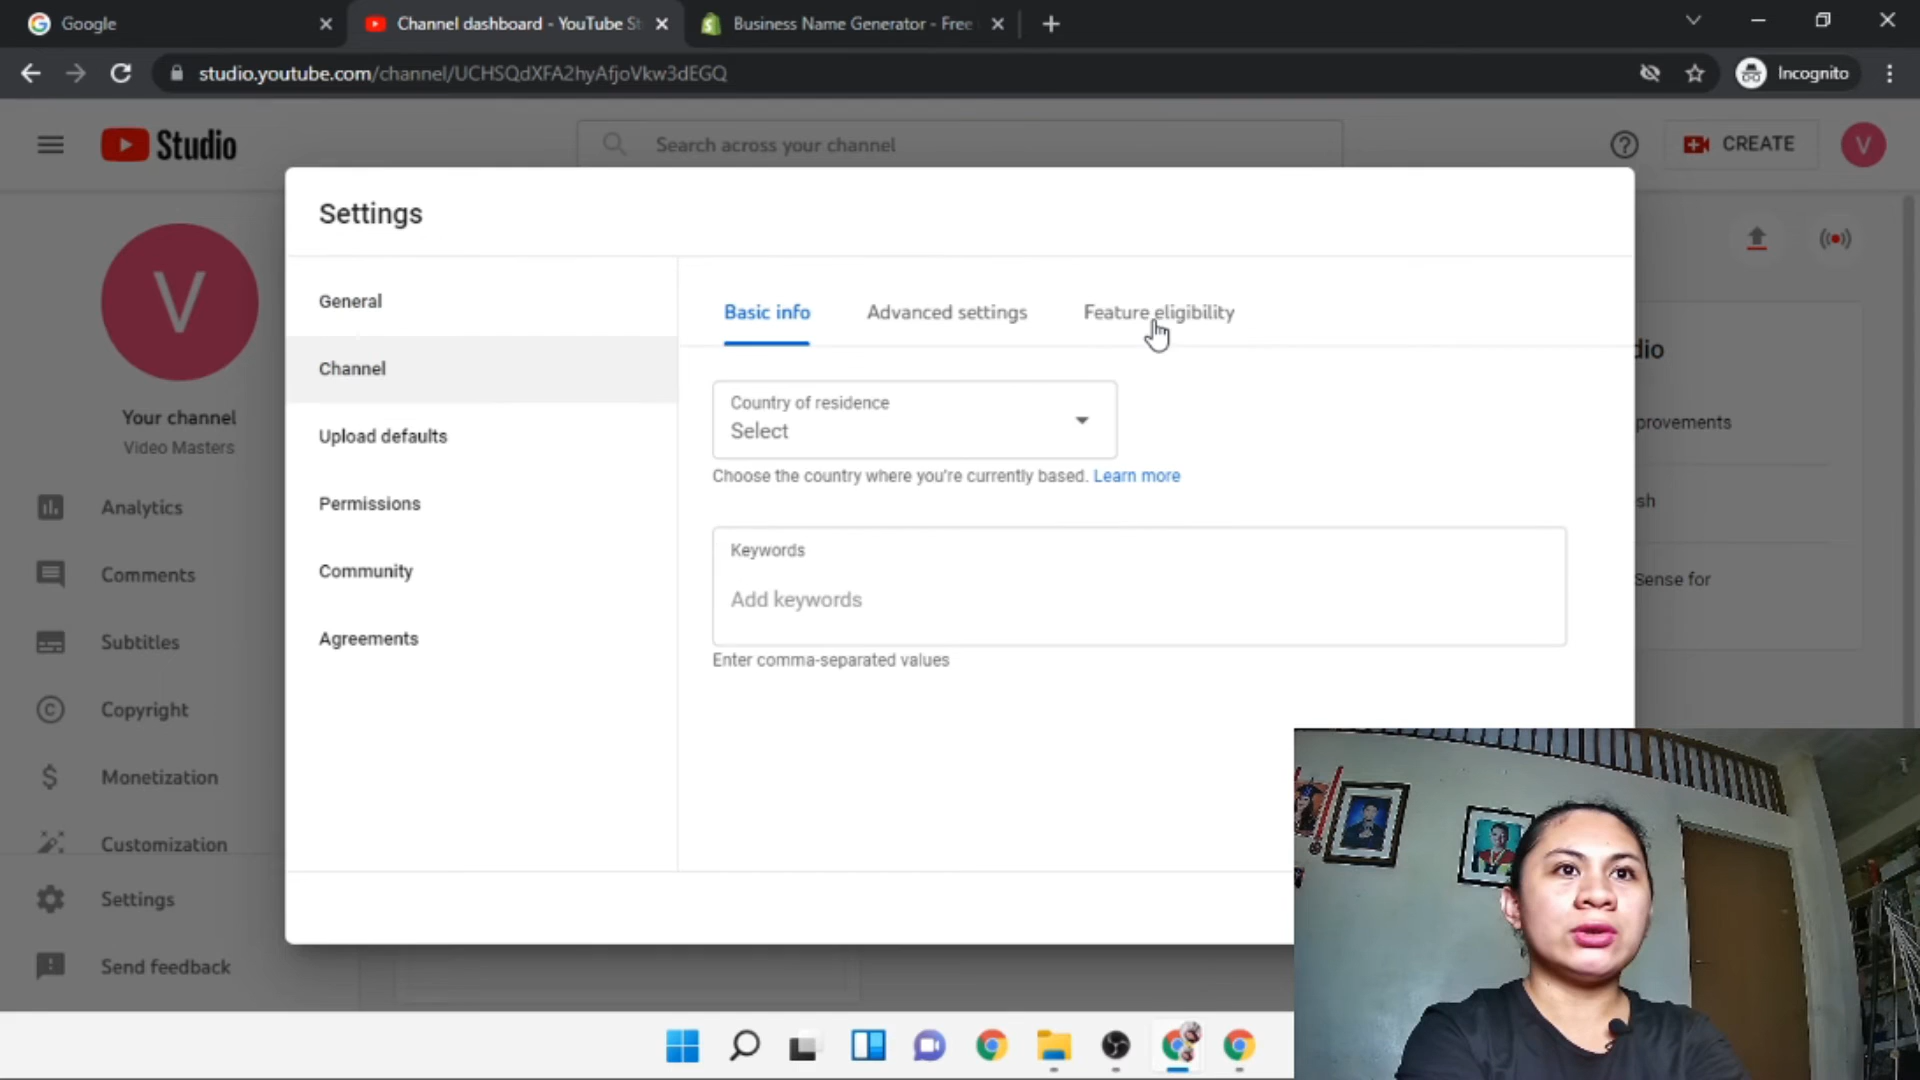 Google
Channel dashboard - YouTube St
Business Name Generator - Free
studio.youtube.com/channel/UCHSQdXFA2hyAfjoVkw3dEGQ
Incognito
Studio
Search across your channel
CREATE
V
V
Your channel
Video Masters
Analytics
Comments
Subtitles
Copyright
Monetization
Customization
Settings
Send feedback
Settings
General
Channel
Upload defaults
Permissions
Community
Agreements
Basic info
Advanced settings
Feature eligibility
Country of residence
Select
Choose the country where you're currently based. Learn more
Keywords
Add keywords
Enter comma-separated values
dio
provements
sh
Sense for